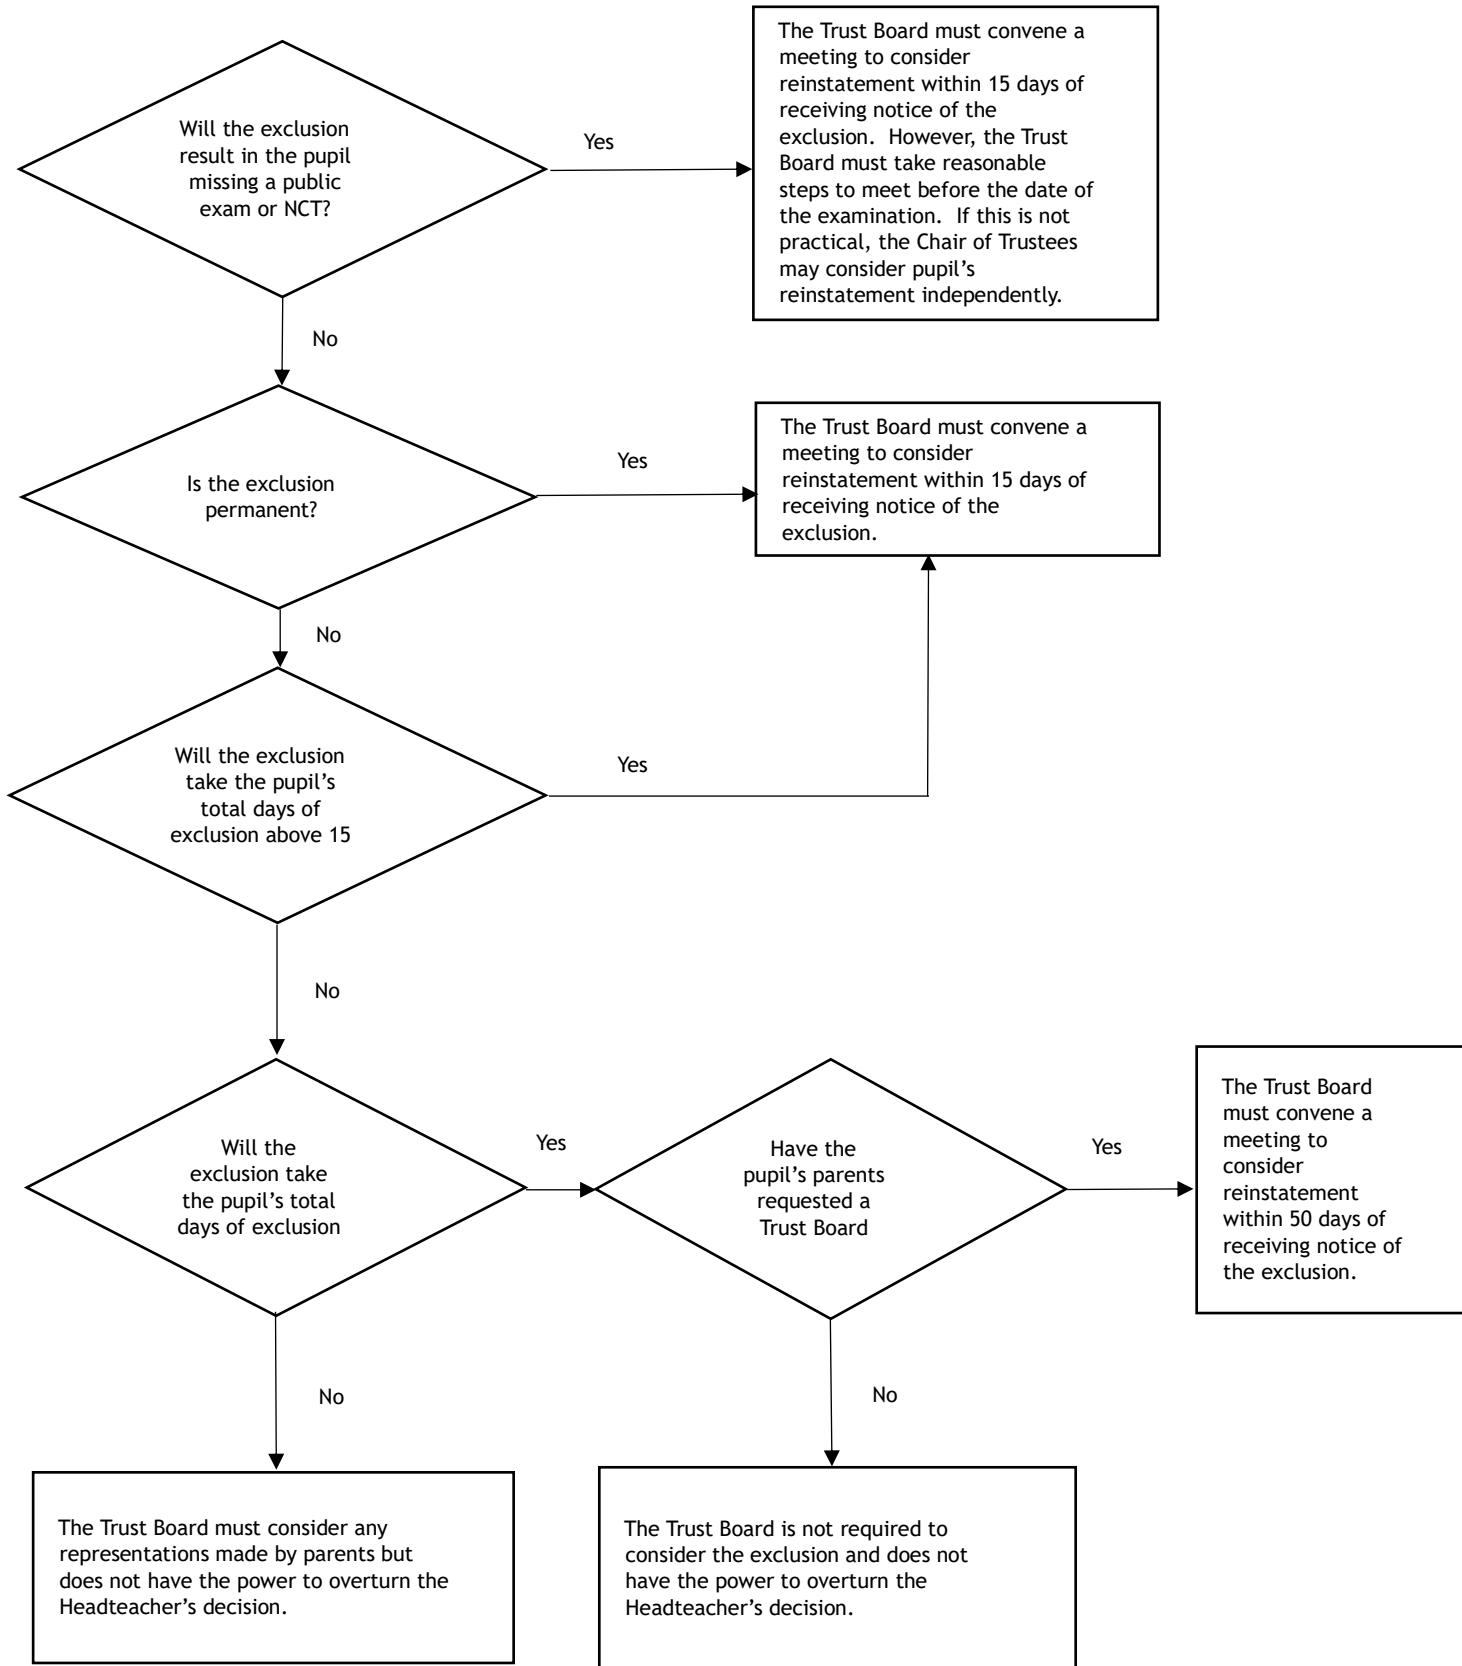 Will the exclusion
result in the pupil
missing a public
exam or NCT?
Yes
The Trust Board must convene a
meeting to consider
reinstatement within 15 days of
receiving notice of the
exclusion.  However, the Trust
Board must take reasonable
steps to meet before the date of
the examination.  If this is not
practical, the Chair of Trustees
may consider pupil’s
reinstatement independently.
No
Is the exclusion
permanent?
Yes
The Trust Board must convene a
meeting to consider
reinstatement within 15 days of
receiving notice of the
exclusion.
No
Will the exclusion
take the pupil’s
total days of
exclusion above 15
Yes
No
Will the
exclusion take
the pupil’s total
days of exclusion
Yes
Have the
pupil’s parents
requested a
Trust Board
Yes
The Trust Board
must convene a
meeting to
consider
reinstatement
within 50 days of
receiving notice of
the exclusion.
No
No
The Trust Board must consider any
representations made by parents but
does not have the power to overturn the
Headteacher’s decision.
The Trust Board is not required to
consider the exclusion and does not
have the power to overturn the
Headteacher’s decision.